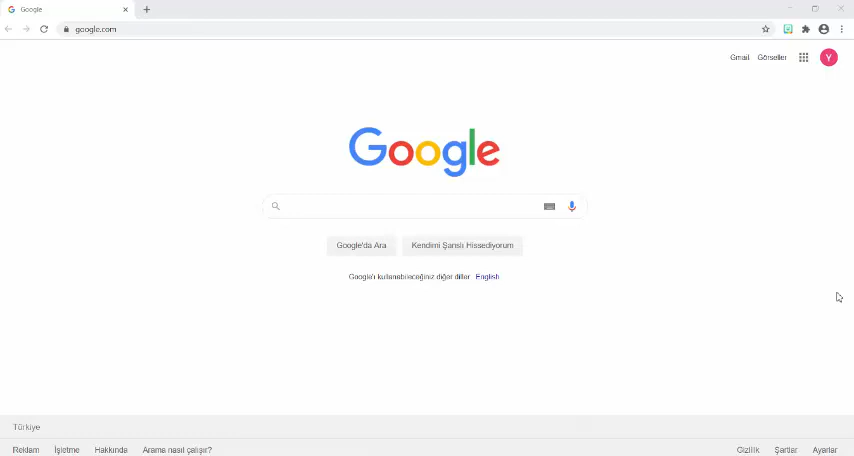 Google
google.com
Gmail Görseller
Y
Google
Google'da Ara Kendimi Şanslı Hissediyorum
Google'ı kullanabileceğiniz diğer diller English
Türkiye
Reklam İşletme Hakkında Arama nasıl çalışır? Gizlilik Şartlar Ayarlar